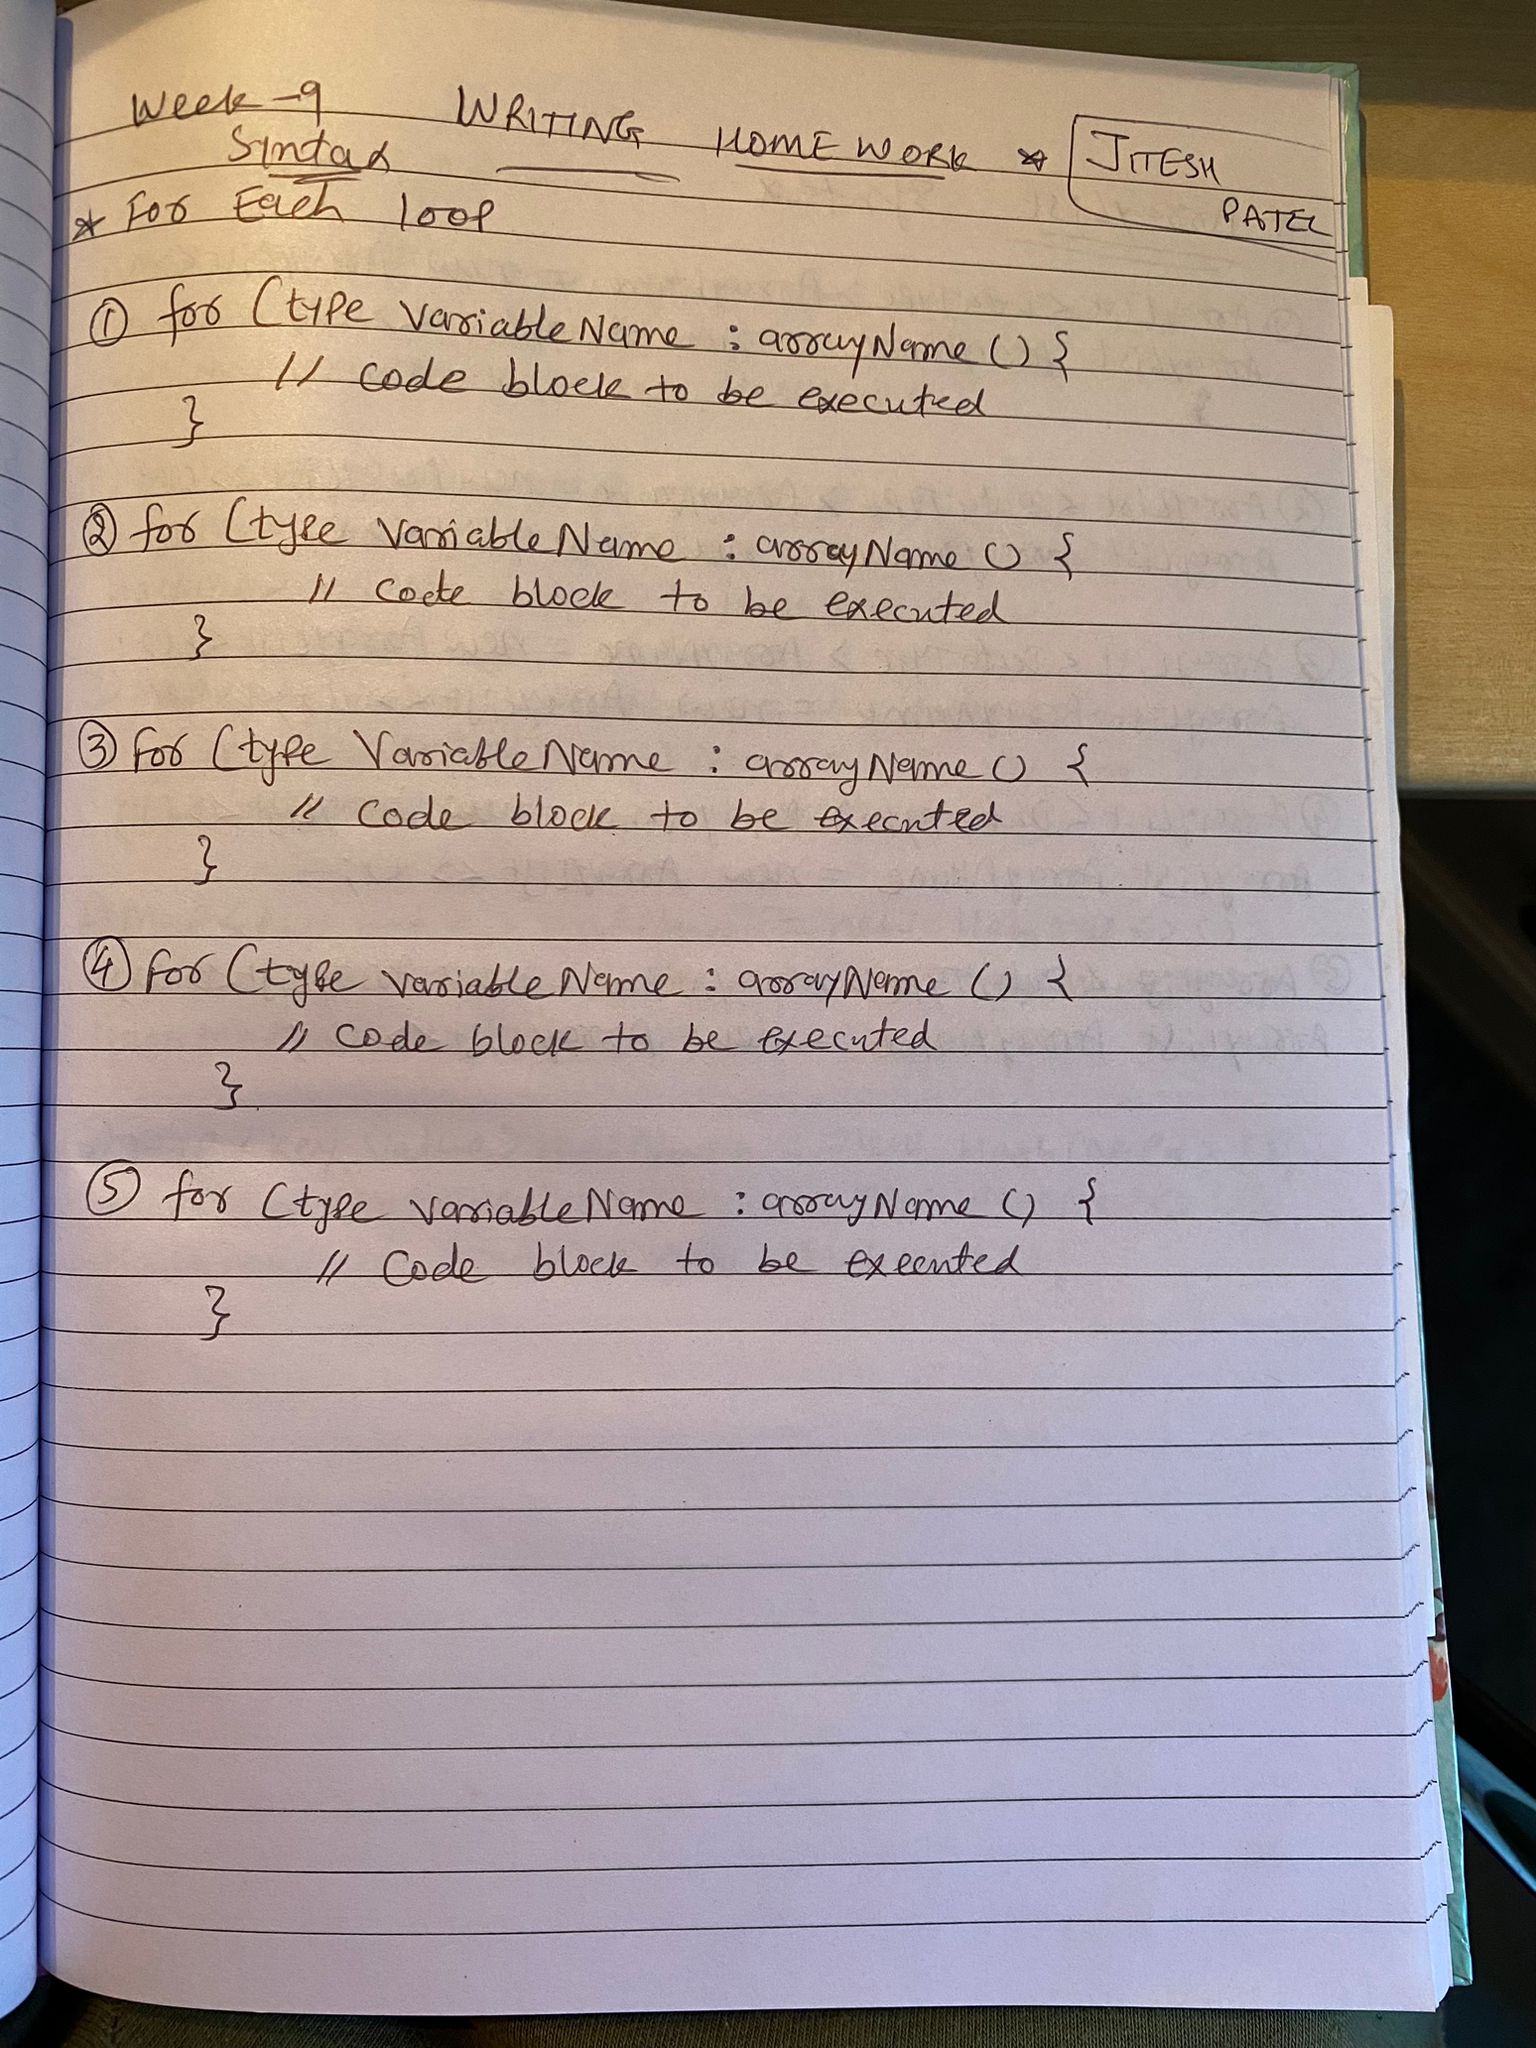 Week-9 WRITING HOME WORK * JITESH PATEL
Syntax
* For Each loop
① for (type variableName : arrayName () {
// code block to be executed
}
② for (type variableName : arrayName () {
// code block to be executed
}
③ for (type VariableName : arrayName () {
// code block to be executed
}
④ for (type variableName : arrayName () {
// code block to be executed
}
⑤ for (type variableName : arrayName () {
// Code block to be executed
}